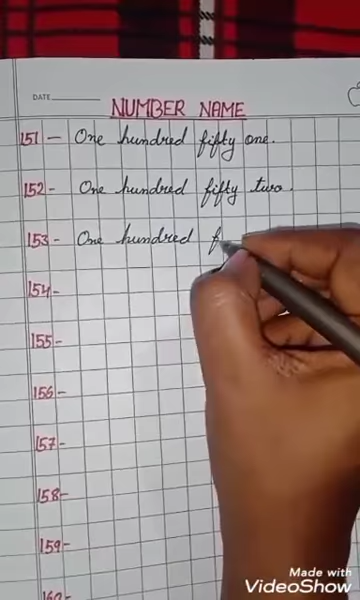 DATE
NUMBER NAME
151 - One hundred fifty one.
152 - One hundred fifty two.
153 - One hundred f
154 -
155 -
156 -
157 -
158 -
159 -
160 -
Made with
VideoShow